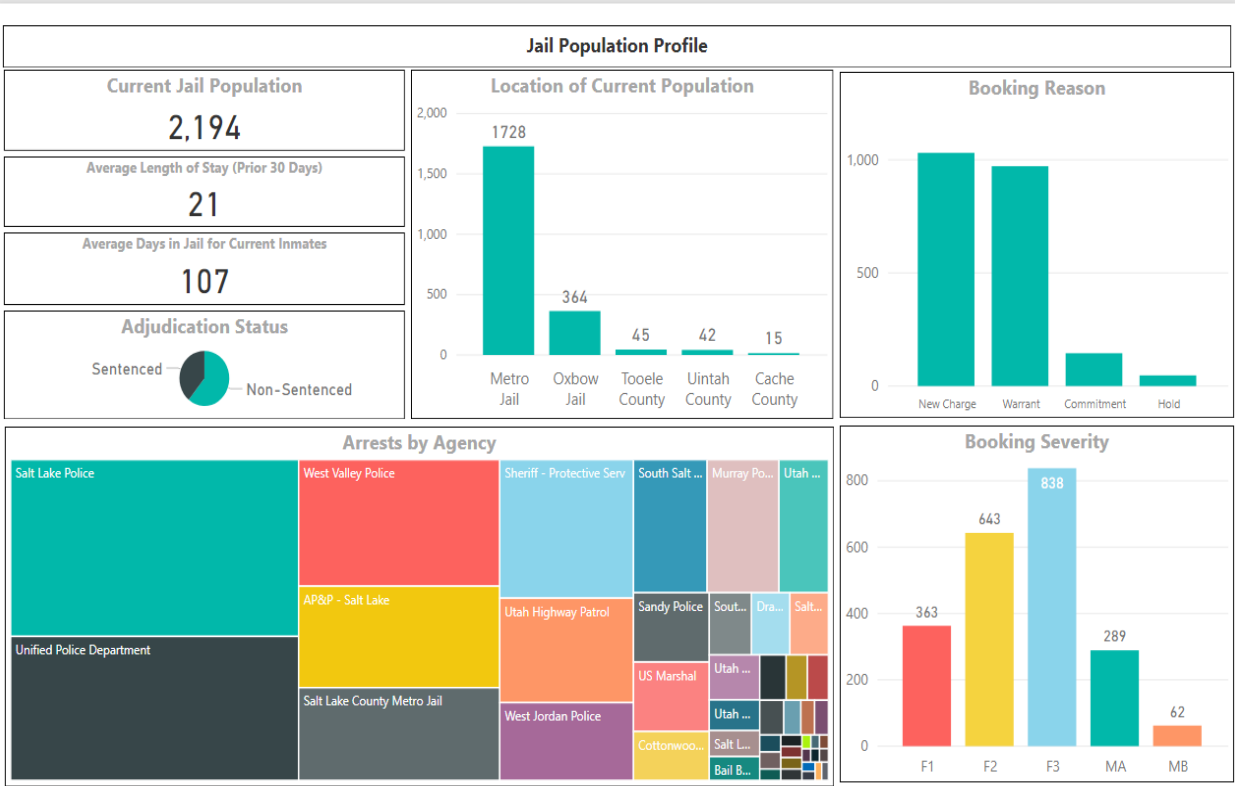 Jail Population Profile
Current Jail Population
2,194
Average Length of Stay (Prior 30 Days)
21
Average Days in Jail for Current Inmates
107
Adjudication Status
Sentenced
Non-Sentenced
Location of Current Population
2,000
1,500
1,000
500
0
1728
364
45
42
15
Metro Jail
Oxbow Jail
Tooele County
Uintah County
Cache County
Booking Reason
1,000
500
0
New Charge
Warrant
Commitment
Hold
Arrests by Agency
Salt Lake Police
Unified Police Department
West Valley Police
AP&P - Salt Lake
Salt Lake County Metro Jail
Sheriff - Protective Serv
Utah Highway Patrol
West Jordan Police
South Salt ...
Murray Po...
Utah ...
Sandy Police
Sout...
Dra...
Salt...
US Marshal
Utah ...
Utah ...
Cottonwoo...
Salt L...
Bail B...
Booking Severity
800
600
400
200
0
363
643
838
289
62
F1
F2
F3
MA
MB